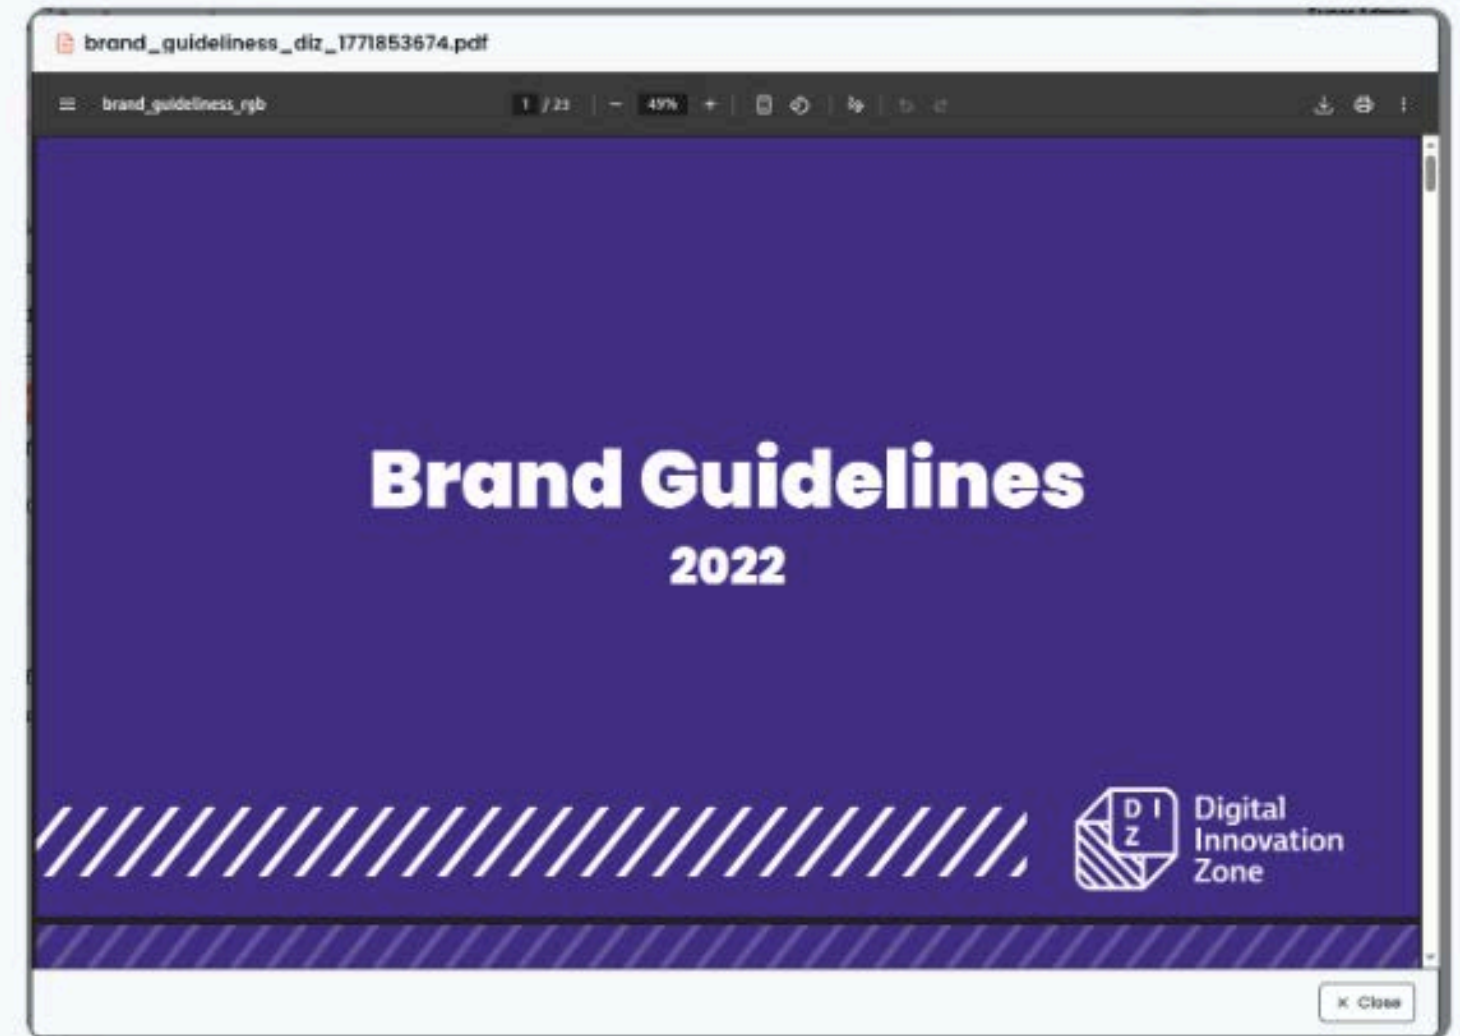 brand_guideliness_diz_1771853674.pdf
brand_guideliness_rgb
1 / 23
49%
Brand Guidelines
2022
D I
Z
Digital
Innovation
Zone
× Close